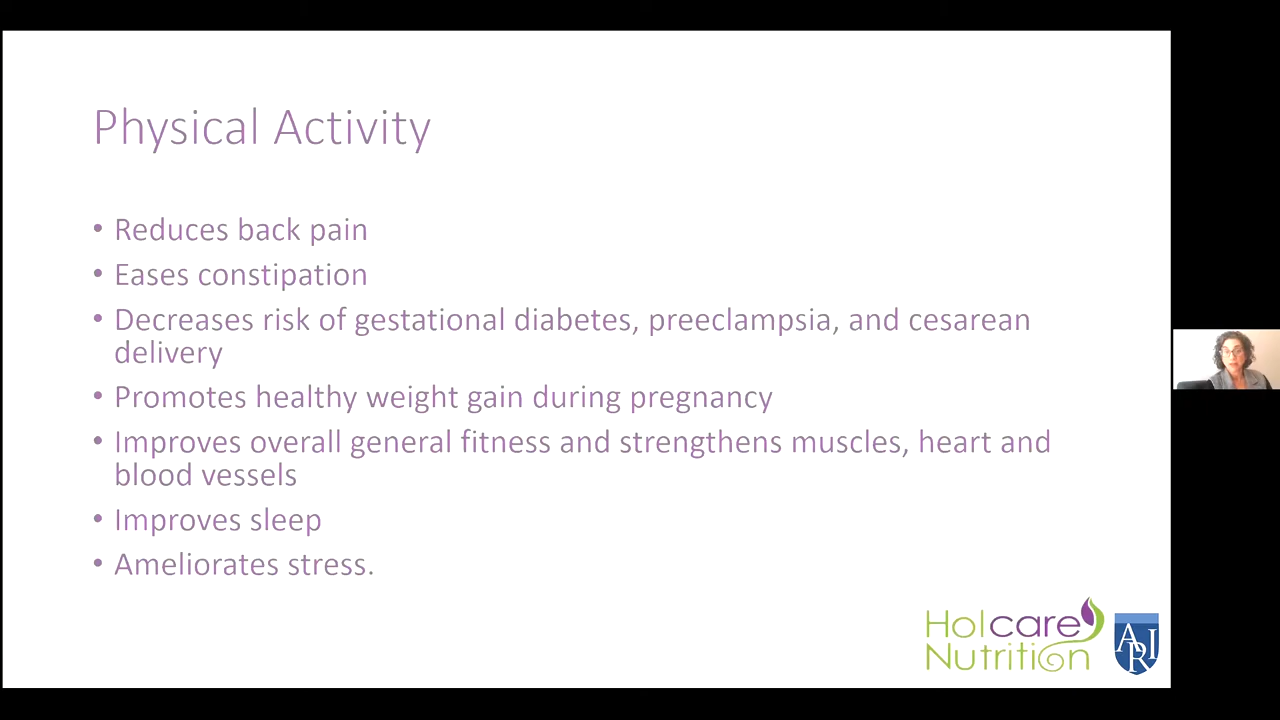 Physical Activity
• Reduces back pain
• Eases constipation
• Decreases risk of gestational diabetes, preeclampsia, and cesarean
delivery
• Promotes healthy weight gain during pregnancy
• Improves overall general fitness and strengthens muscles, heart and
blood vessels
• Improves sleep
• Ameliorates stress.
Holcare
Nutrition
ARI